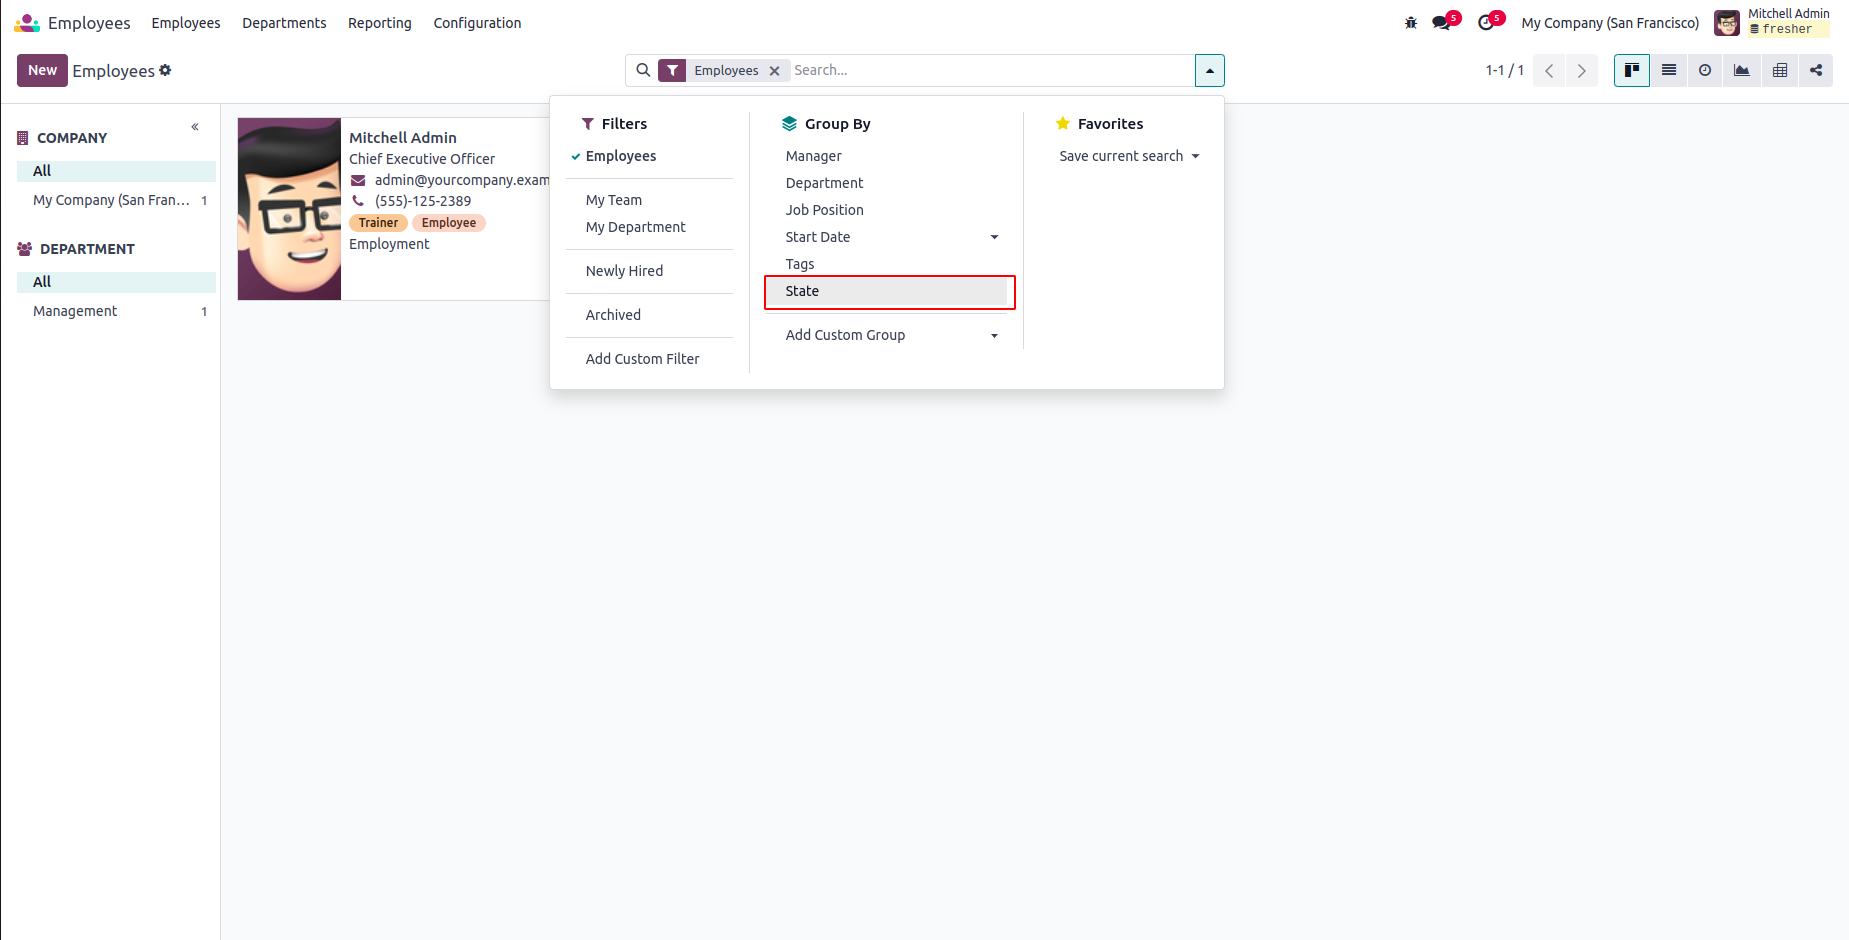 Employees Employees Departments Reporting Configuration 5 5 My Company (San Francisco) Mitchell Admin
fresher
New Employees Employees Search... 1-1 / 1
COMPANY
All
My Company (San Fran... 1
DEPARTMENT
All
Management 1
Mitchell Admin
Chief Executive Officer
admin@yourcompany.exam
(555)-125-2389
Trainer Employee
Employment
Filters
Employees
My Team
My Department
Newly Hired
Archived
Add Custom Filter
Group By
Manager
Department
Job Position
Start Date
Tags
State
Add Custom Group
Favorites
Save current search